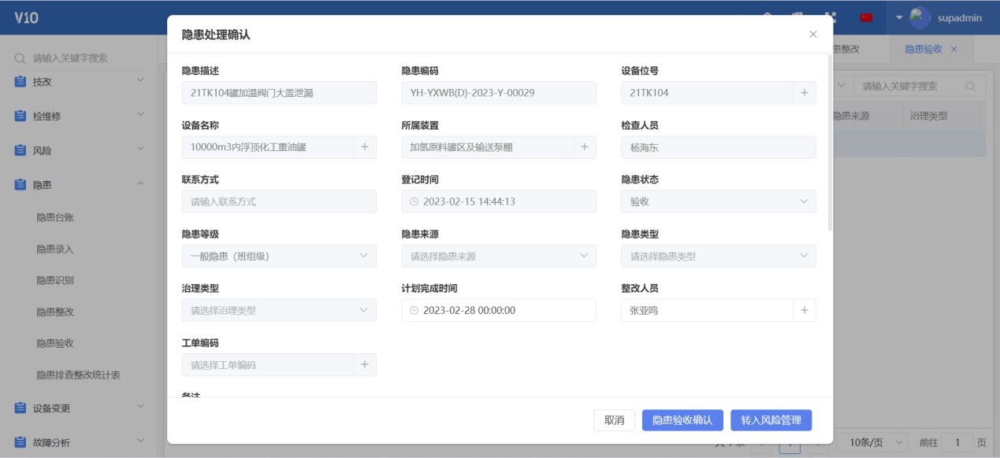 V10
supadmin
请输入关键字搜索
技改
检维修
风险
隐患
隐患台账
隐患录入
隐患识别
隐患整改
隐患验收
隐患排查整改统计表
设备变更
故障分析
患整改
隐患验收
请输入关键字搜索
隐患来源 治理类型
隐患处理确认
隐患描述 隐患编码 设备位号
21TK104罐加温阀门大盖泄漏 YH-YXWB(D)-2023-Y-00029 21TK104
设备名称 所属装置 检查人员
10000m3内浮顶化工重油罐 加氢原料罐区及输送泵棚 杨海东
联系方式 登记时间 隐患状态
请输入联系方式 2023-02-15 14:44:13 验收
隐患等级 隐患来源 隐患类型
一般隐患（班组级） 请选择隐患来源 请选择隐患类型
治理类型 计划完成时间 整改人员
请选择治理类型 2023-02-28 00:00:00 张亚鸣
工单编码
请选择工单编码
备注
取消 隐患验收确认 转入风险管理
10条/页 前往 1 页